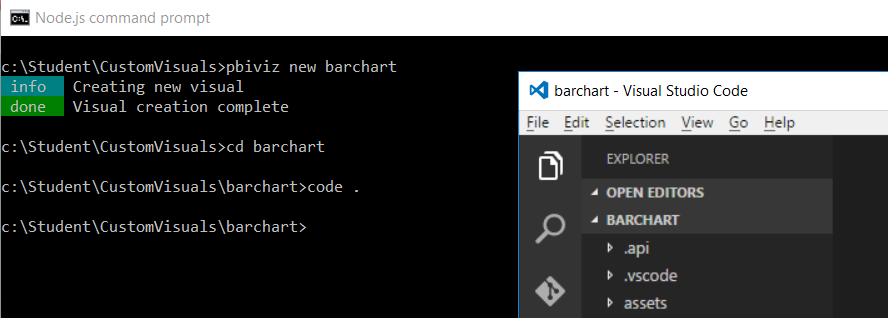 Node.js command prompt
c:\Student\CustomVisuals>pbiviz new barchart
info Creating new visual
done Visual creation complete
c:\Student\CustomVisuals>cd barchart
c:\Student\CustomVisuals\barchart>code .
c:\Student\CustomVisuals\barchart>
barchart - Visual Studio Code
File Edit Selection View Go Help
EXPLORER
OPEN EDITORS
BARCHART
.api
.vscode
assets